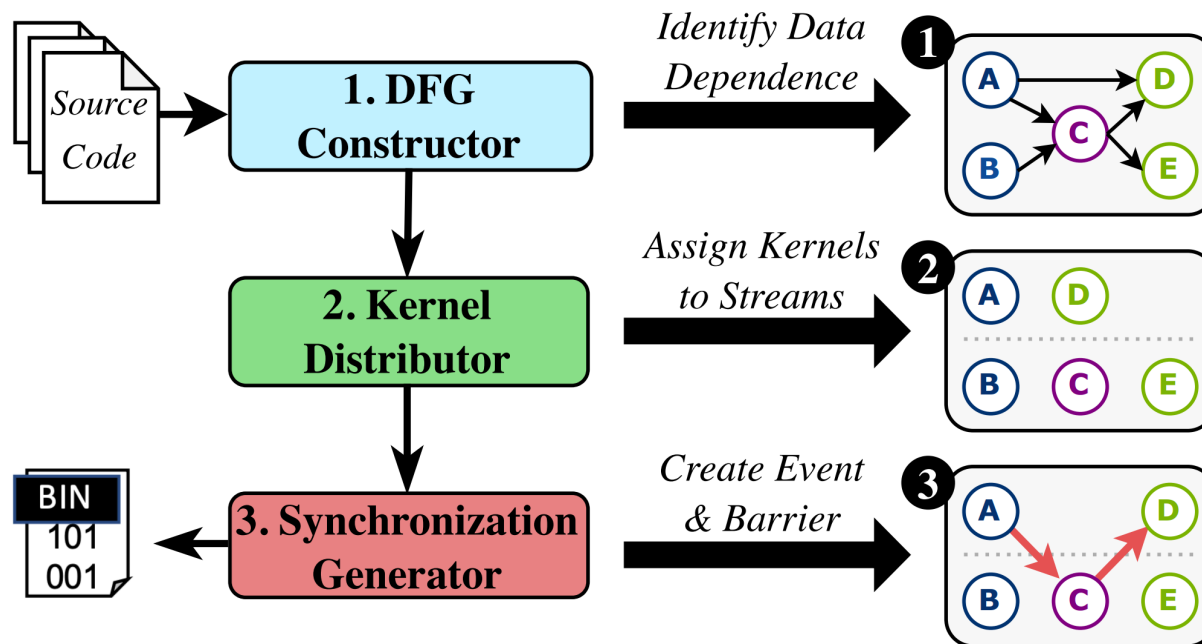 Source
Code
1. DFG
Constructor
Identify Data
Dependence
1
A
D
C
B
E
2. Kernel
Distributor
Assign Kernels
to Streams
2
A
D
B
C
E
BIN
101
001
3. Synchronization
Generator
Create Event
& Barrier
3
A
D
B
C
E